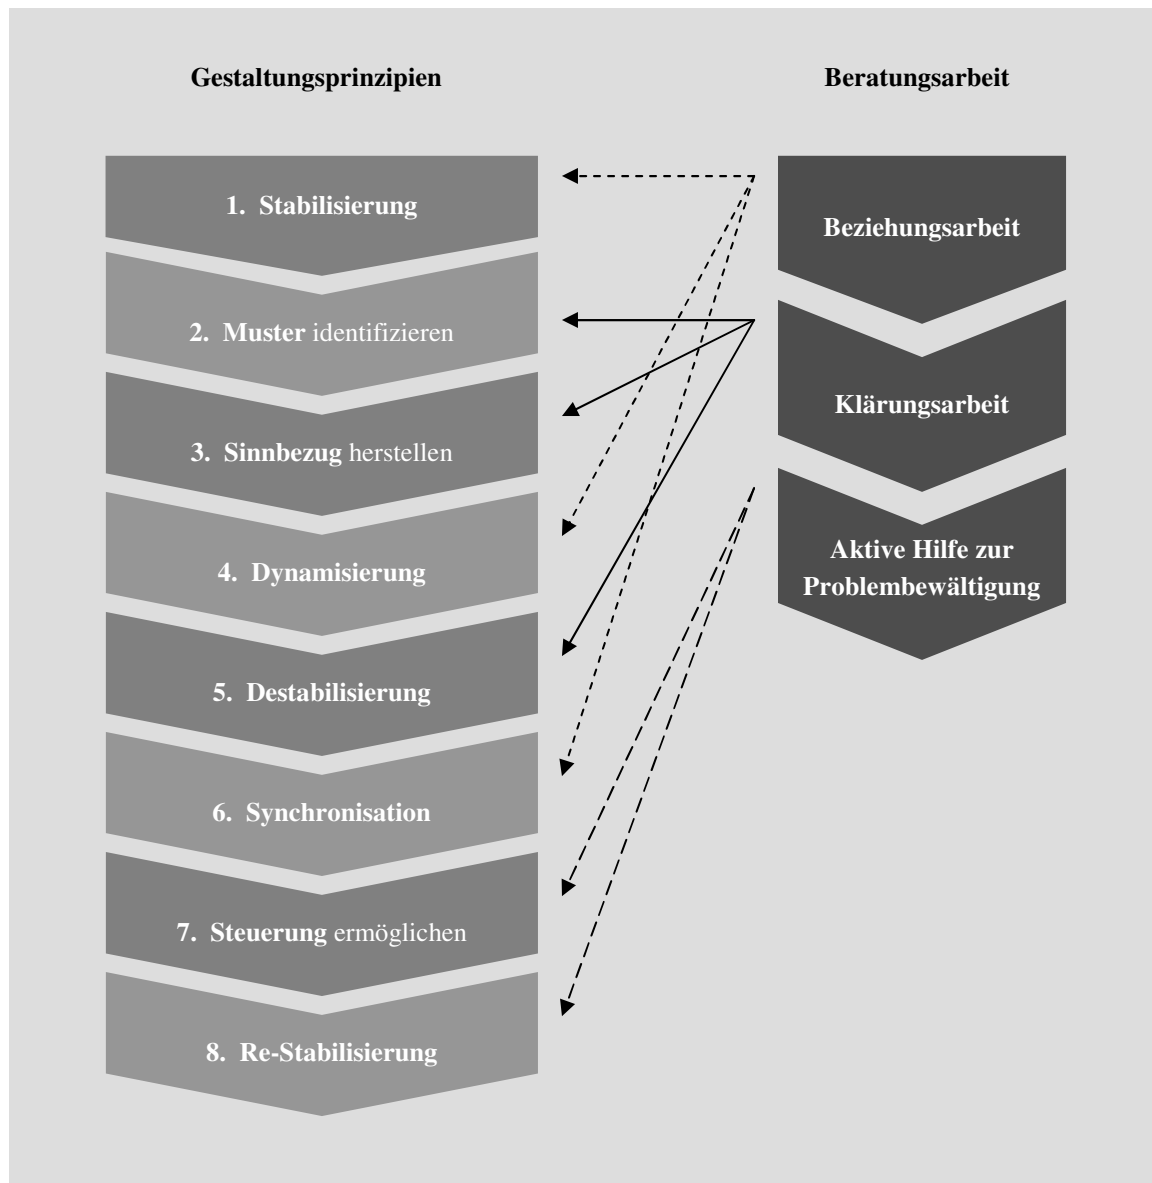 Gestaltungsprinzipien
1. Stabilisierung
2. Muster identifizieren
3. Sinnbezug herstellen
4. Dynamisierung
5. Destabilisierung
6. Synchronisation
7. Steuerung ermöglichen
8. Re-Stabilisierung
Beratungsarbeit
Beziehungsarbeit
Klärungsarbeit
Aktive Hilfe zur
Problembewältigung